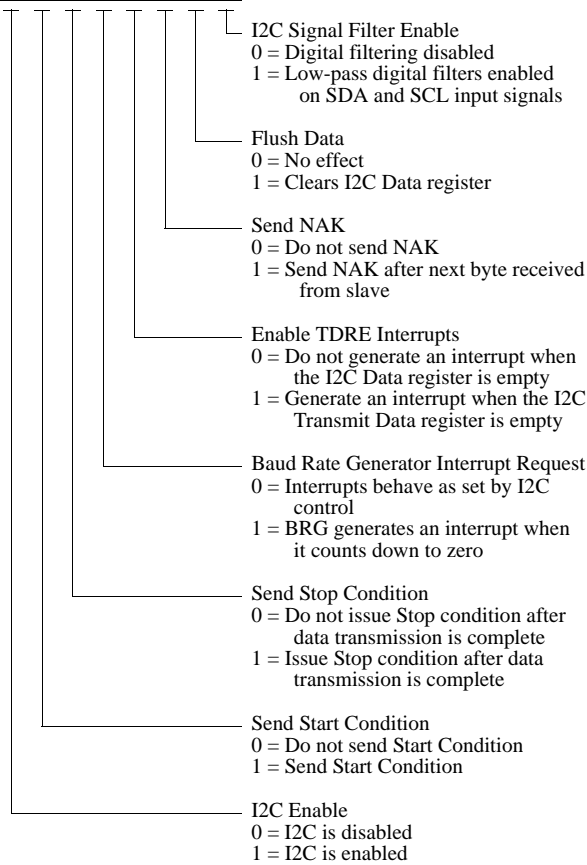 I2C Signal Filter Enable
0 = Digital filtering disabled
1 = Low-pass digital filters enabled
on SDA and SCL input signals
Flush Data
0 = No effect
1 = Clears I2C Data register
Send NAK
0 = Do not send NAK
1 = Send NAK after next byte received
from slave
Enable TDRE Interrupts
0 = Do not generate an interrupt when
the I2C Data register is empty
1 = Generate an interrupt when the I2C
Transmit Data register is empty
Baud Rate Generator Interrupt Request
0 = Interrupts behave as set by I2C
control
1 = BRG generates an interrupt when
it counts down to zero
Send Stop Condition
0 = Do not issue Stop condition after
data transmission is complete
1 = Issue Stop condition after data
transmission is complete
Send Start Condition
0 = Do not send Start Condition
1 = Send Start Condition
I2C Enable
0 = I2C is disabled
1 = I2C is enabled